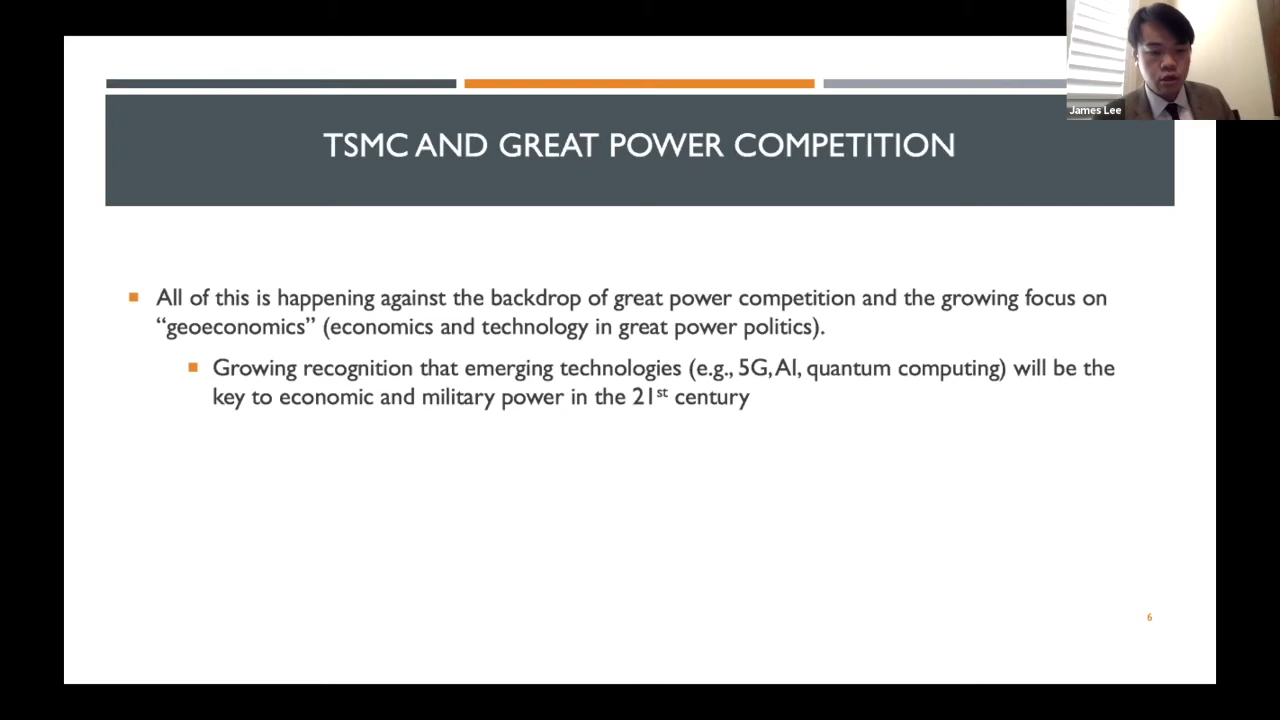 James Lee
TSMC AND GREAT POWER COMPETITION
▪ All of this is happening against the backdrop of great power competition and the growing focus on
“geoeconomics” (economics and technology in great power politics).
▪ Growing recognition that emerging technologies (e.g., 5G, AI, quantum computing) will be the
key to economic and military power in the 21st century
6